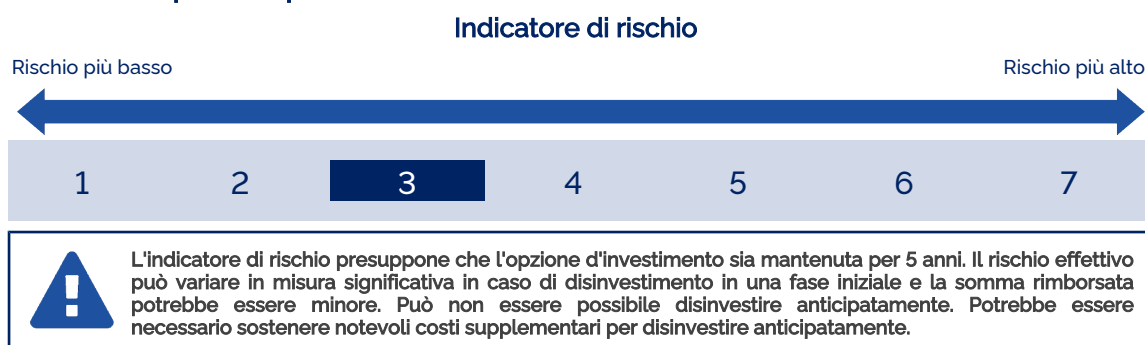 Indicatore di rischio
Rischio più basso
Rischio più alto
1 2 3 4 5 6 7
L'indicatore di rischio presuppone che l'opzione d'investimento sia mantenuta per 5 anni. Il rischio effettivo
può variare in misura significativa in caso di disinvestimento in una fase iniziale e la somma rimborsata
potrebbe essere minore. Può non essere possibile disinvestire anticipatamente. Potrebbe essere
necessario sostenere notevoli costi supplementari per disinvestire anticipatamente.